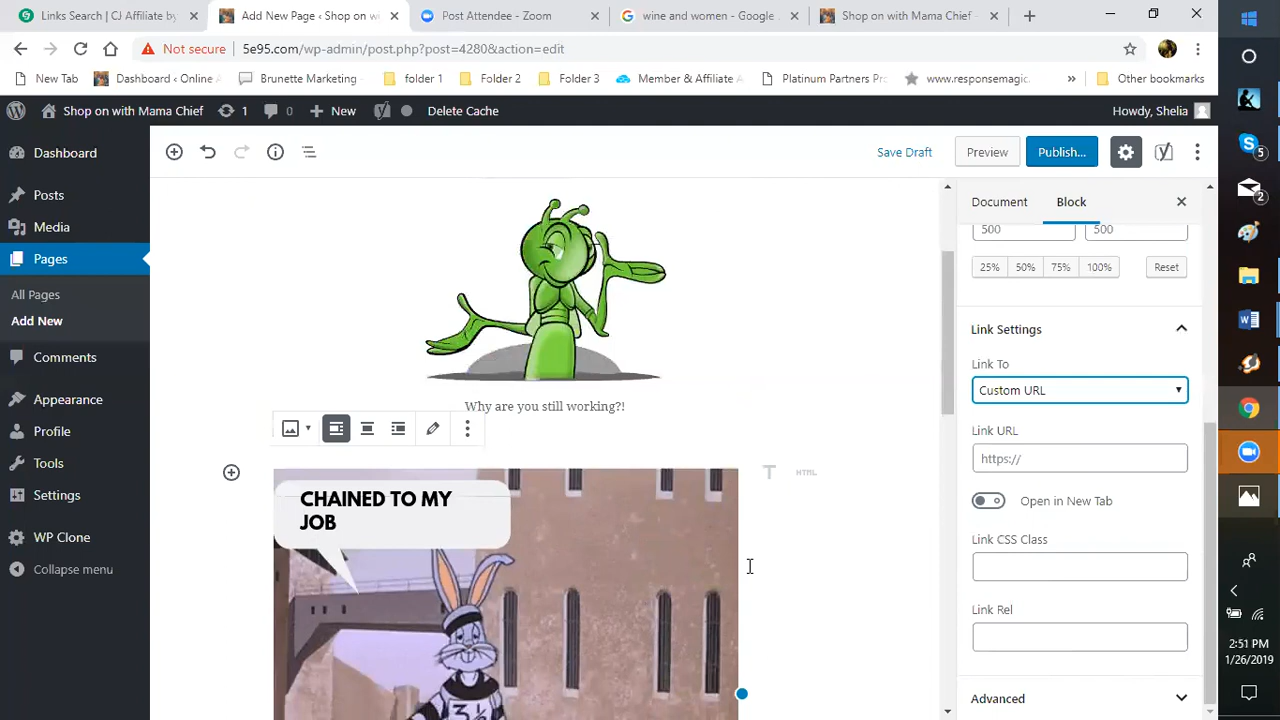 Links Search | CJ Affiliate by
Add New Page ‹ Shop on wi
Post Attendee - Zoom
wine and women - Google
Shop on with Mama Chief -
Not secure
5e95.com/wp-admin/post.php?post=4280&action=edit
New Tab
Dashboard ‹ Online
Brunette Marketing -
folder 1
Folder 2
Folder 3
Member & Affiliate
Platinum Partners Pr
www.responsemagic.
»
Other bookmarks
Shop on with Mama Chief
1
0
New
Delete Cache
Howdy, Shelia
Dashboard
Posts
Media
Pages
All Pages
Add New
Comments
Appearance
Profile
Tools
Settings
WP Clone
Collapse menu
Save Draft
Preview
Publish...
Document
Block
500
500
25%
50%
75%
100%
Reset
Link Settings
Link To
Custom URL
Link URL
https://
Open in New Tab
Link CSS Class
Link Rel
Advanced
Why are you still working?!
T
HTML
CHAINED TO MY
JOB
5
2
2:51 PM
1/26/2019